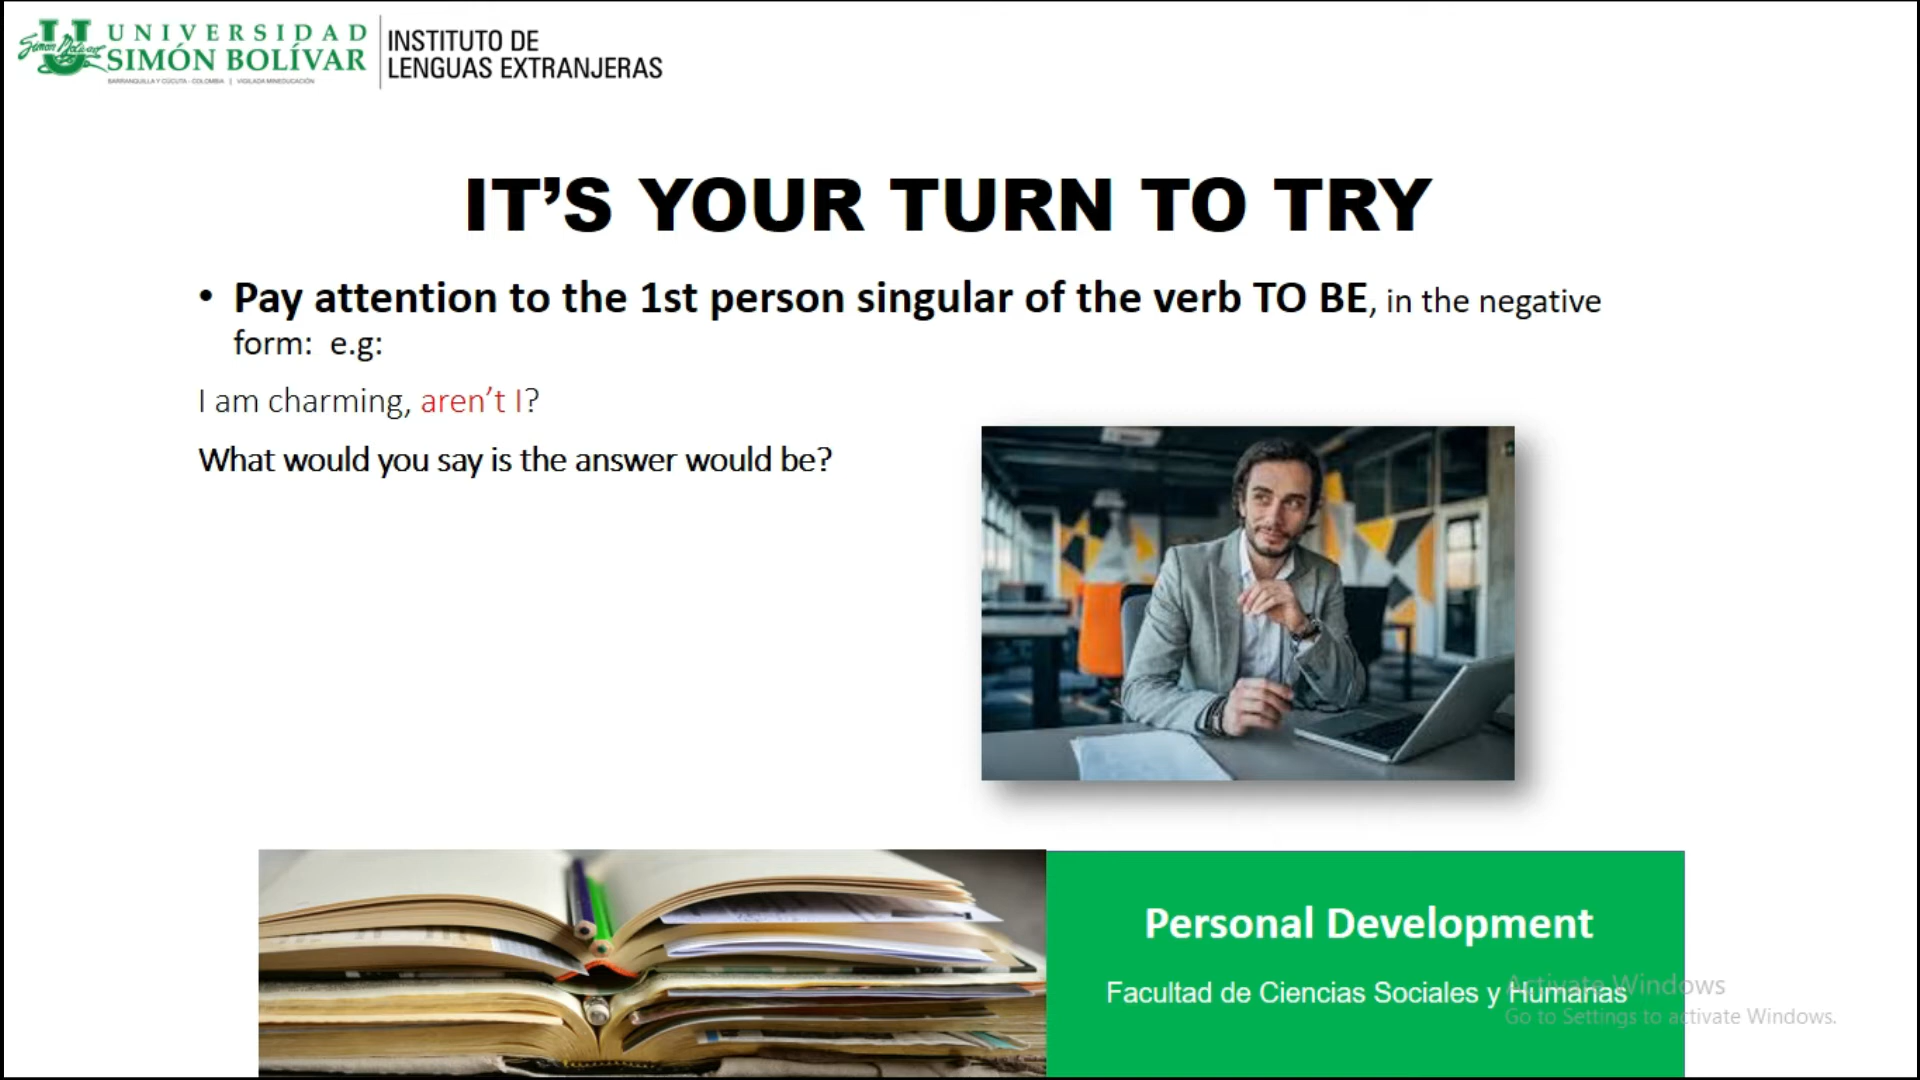 UNIVERSIDAD
SIMÓN BOLÍVAR
BARRANQUILLA Y CÚCUTA - COLOMBIA | VIGILADA MINEDUCACIÓN
INSTITUTO DE
LENGUAS EXTRANJERAS
IT’S YOUR TURN TO TRY
• Pay attention to the 1st person singular of the verb TO BE, in the negative
form: e.g:
I am charming, aren’t I?
What would you say is the answer would be?
Personal Development
Facultad de Ciencias Sociales y Humanas
Activate Windows
Go to Settings to activate Windows.